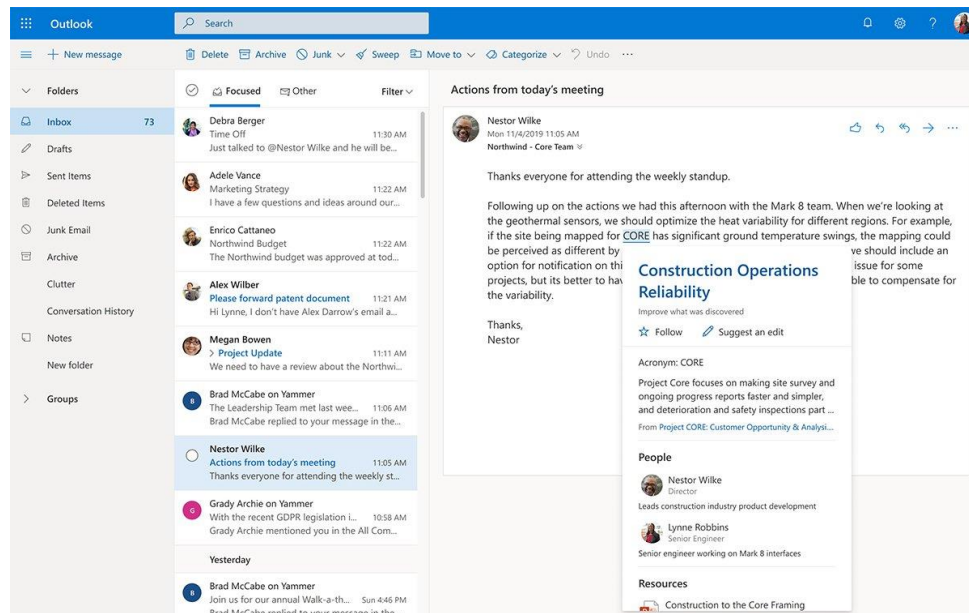 Outlook
Search
New message
Delete Archive Junk Sweep Move to Categorize Undo ...
Folders
Inbox 73
Drafts
Sent Items
Deleted Items
Junk Email
Archive
Clutter
Conversation History
Notes
New folder
Groups
Focused Other Filter
Debra Berger
Time Off 11:30 AM
Just talked to @Nestor Wilke and he will be...
Adele Vance
Marketing Strategy 11:22 AM
I have a few questions and ideas around our...
Enrico Cattaneo
Northwind Budget 11:22 AM
The Northwind budget was approved at tod...
Alex Wilber
Please forward patent document 11:21 AM
Hi Lynne, I don't have Alex Darrow's email a...
Megan Bowen
> Project Update 11:11 AM
We need to have a review about the Northwi...
B
Brad McCabe on Yammer
The Leadership Team met last wee... 11:06 AM
Brad McCabe replied to your message in the...
Nestor Wilke
Actions from today's meeting 11:05 AM
Thanks everyone for attending the weekly st...
G
Grady Archie on Yammer
With the recent GDPR legislation i... 10:58 AM
Grady Archie mentioned you in the All Com...
Yesterday
B
Brad McCabe on Yammer
Join us for our annual Walk-a-th... Sun 4:46 PM
Brad McCabe replied to your message in the
Actions from today's meeting
Nestor Wilke
Mon 11/4/2019 11:05 AM
Northwind - Core Team
Thanks everyone for attending the weekly standup.
Following up on the actions we had this afternoon with the Mark 8 team. When we're looking at
the geothermal sensors, we should optimize the heat variability for different regions. For example,
if the site being mapped for CORE has significant ground temperature swings, the mapping could
be perceived as different by we should include an
option for notification on thi issue for some
projects, but its better to hav ble to compensate for
the variability.
Thanks,
Nestor
Construction Operations
Reliability
Improve what was discovered
Follow Suggest an edit
Acronym: CORE
Project Core focuses on making site survey and
ongoing progress reports faster and simpler,
and deterioration and safety inspections part ...
From Project CORE: Customer Opportunity & Analysi...
People
Nestor Wilke
Director
Leads construction industry product development
Lynne Robbins
Senior Engineer
Senior engineer working on Mark 8 interfaces
Resources
Construction to the Core Framing